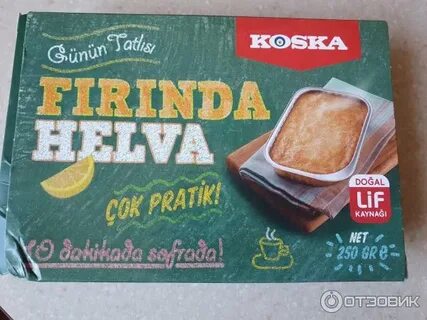 Günün Tatlısı
KOSKA
FIRINDA
HELVA
ÇOK PRATİK!
10 dakikada sofrada!
DOĞAL
LİF
KAYNAĞI
NET
250 GR e
ОТЗОВИК